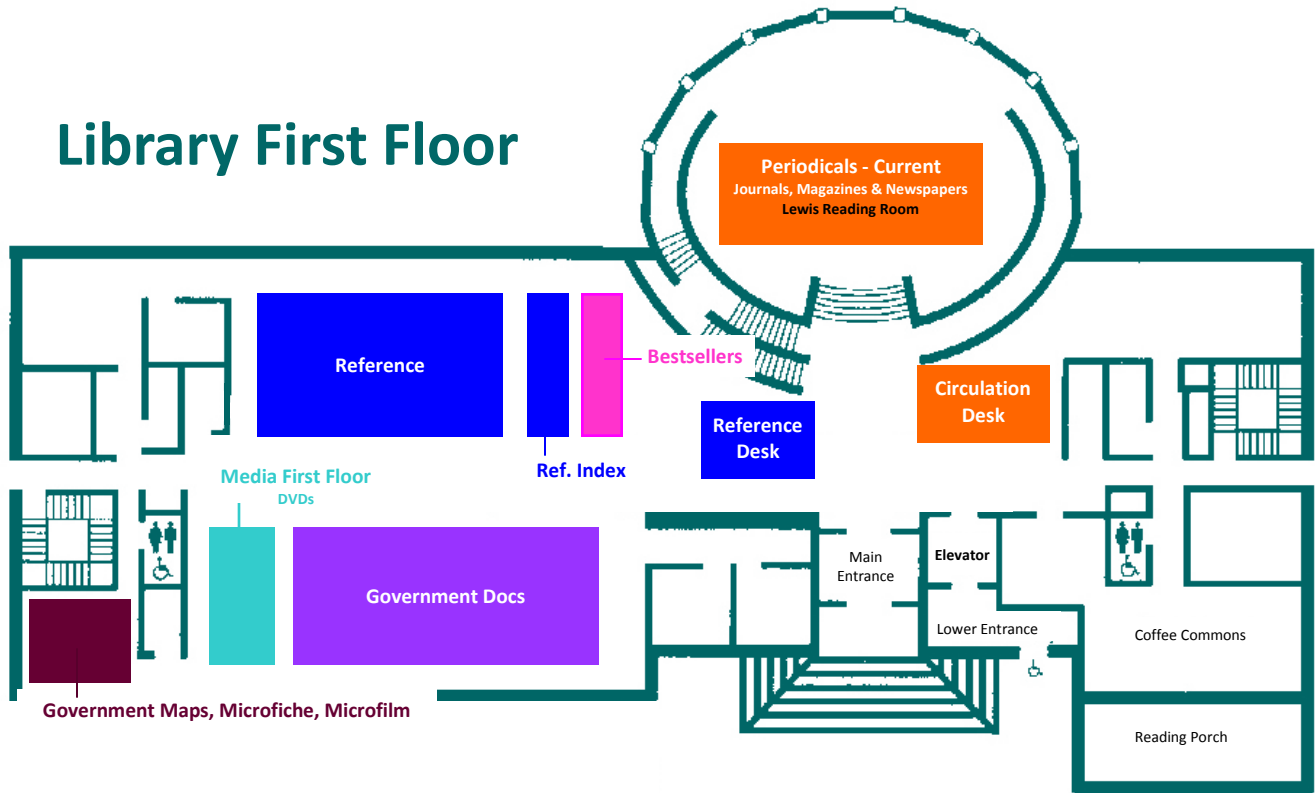 Library First Floor
Periodicals - Current
Journals, Magazines & Newspapers
Lewis Reading Room
Reference
Bestsellers
Circulation
Desk
Reference
Desk
Ref. Index
Media First Floor
DVDs
Main
Entrance
Elevator
Government Docs
Lower Entrance
Coffee Commons
Government Maps, Microfiche, Microfilm
Reading Porch